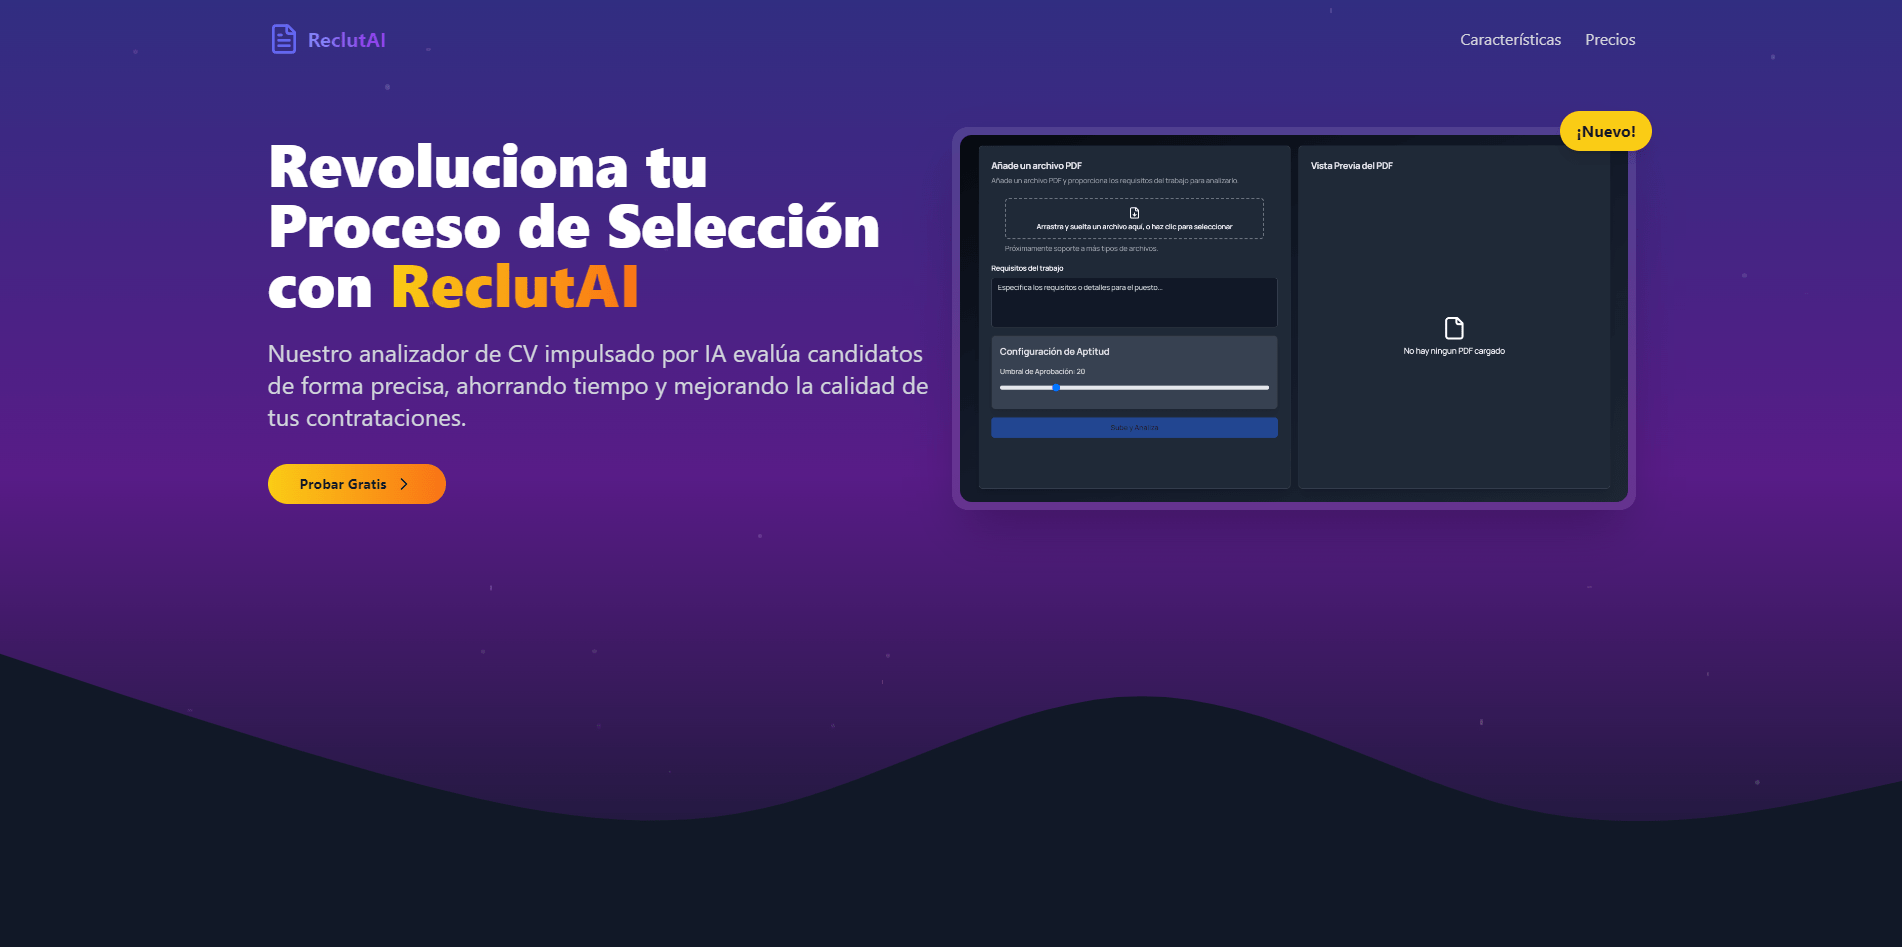 ReclutAI
Características
Precios
Revoluciona tu
Proceso de Selección
con ReclutAI
Nuestro analizador de CV impulsado por IA evalúa candidatos
de forma precisa, ahorrando tiempo y mejorando la calidad de
tus contrataciones.
Probar Gratis
¡Nuevo!
Añade un archivo PDF
Añade un archivo PDF y proporciona los requisitos del trabajo para analizarlo.
Arrastra y suelta un archivo aquí, o haz clic para seleccionar
Próximamente soporte a más tipos de archivos.
Requisitos del trabajo
Especifica los requisitos o detalles para el puesto...
Configuración de Aptitud
Umbral de Aprobación: 20
Vista Previa del PDF
No hay ningun PDF cargado